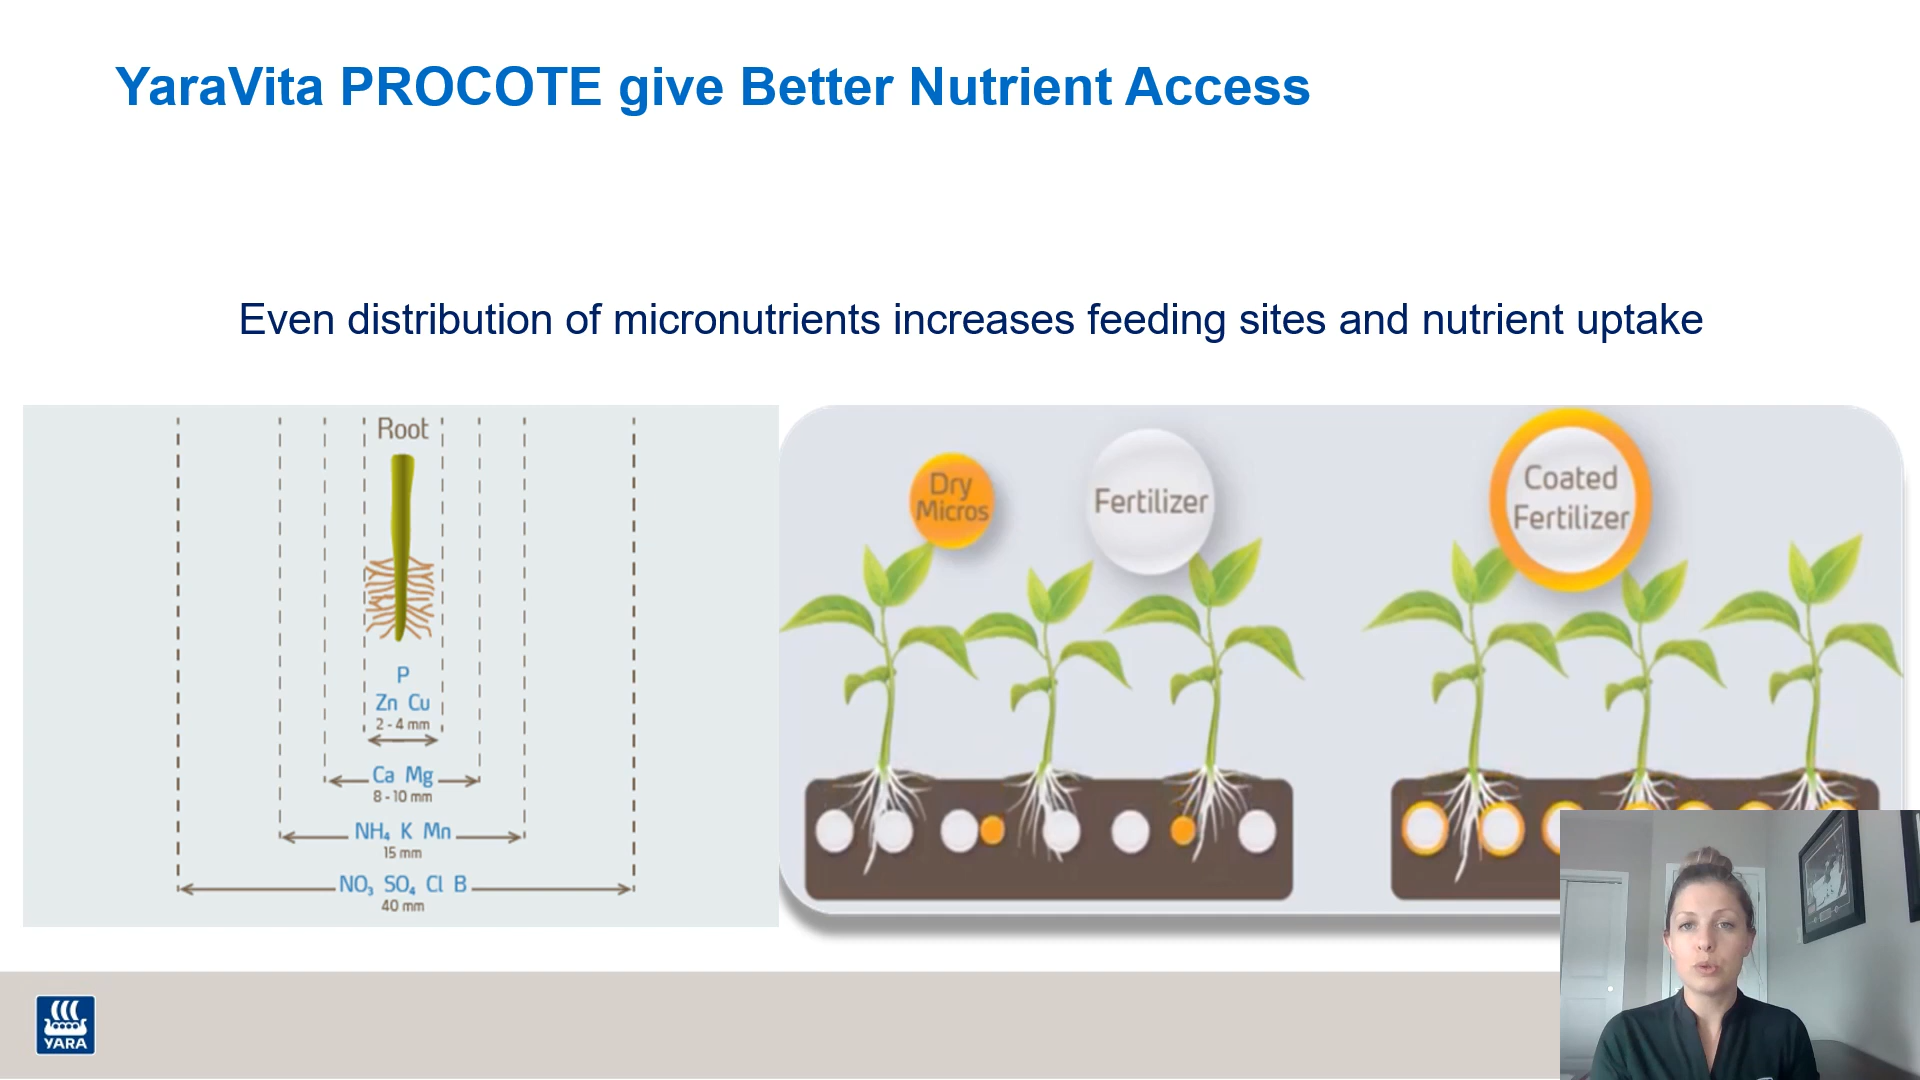 YaraVita PROCOTE give Better Nutrient Access
Even distribution of micronutrients increases feeding sites and nutrient uptake
Root
P
Zn Cu
2 - 4 mm
Ca Mg
8 - 10 mm
NH₄ K Mn
15 mm
NO₃ SO₄ Cl B
40 mm
Dry
Micros
Fertilizer
Coated
Fertilizer
YARA